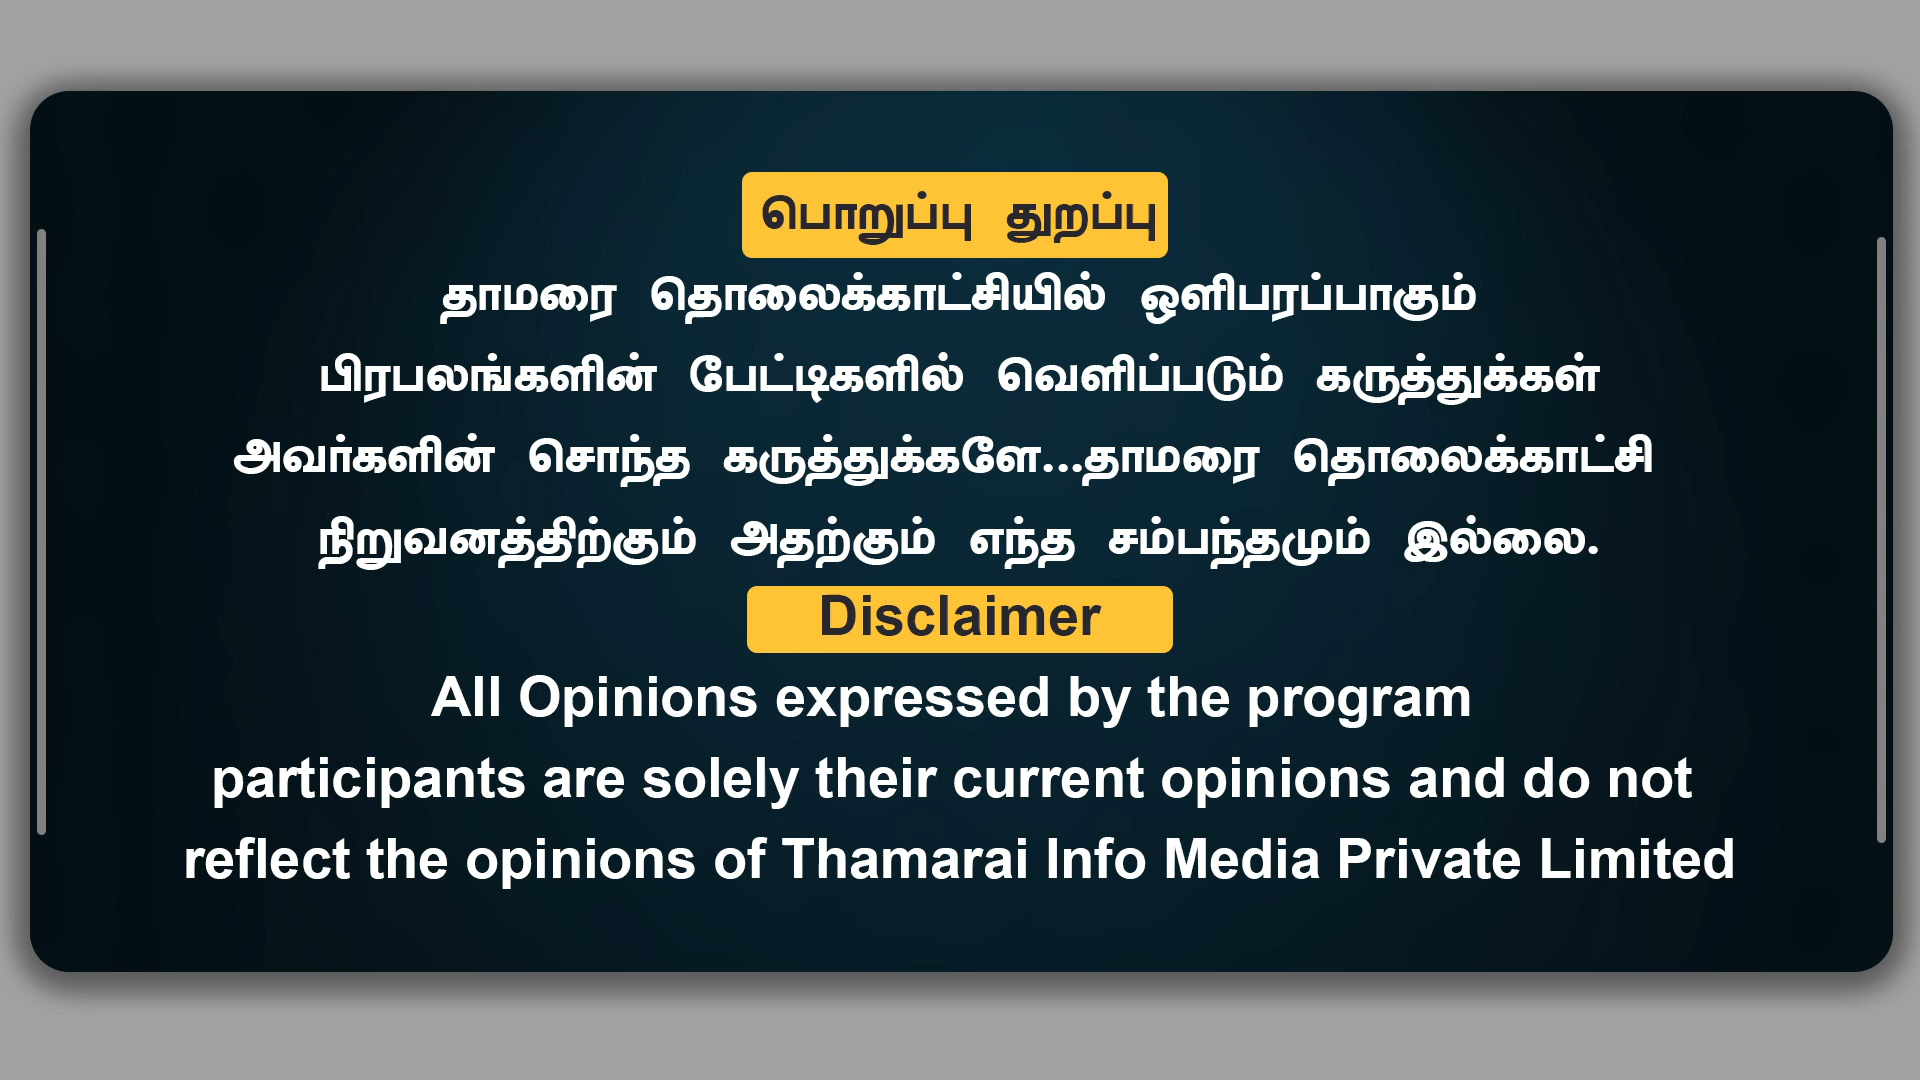 பொறுப்பு துறப்பு
தாமரை தொலைக்காட்சியில் ஒளிபரப்பாகும்
பிரபலங்களின் பேட்டிகளில் வெளிப்படும் கருத்துக்கள்
அவர்களின் சொந்த கருத்துக்களே...தாமரை தொலைக்காட்சி
நிறுவனத்திற்கும் அதற்கும் எந்த சம்பந்தமும் இல்லை.
Disclaimer
All Opinions expressed by the program
participants are solely their current opinions and do not
reflect the opinions of Thamarai Info Media Private Limited